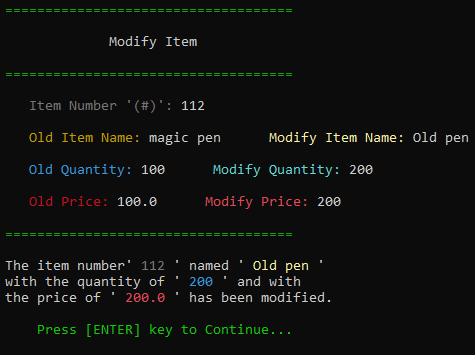 ====================================
Modify Item
====================================
Item Number '(#)': 112
Old Item Name: magic pen Modify Item Name: Old pen
Old Quantity: 100 Modify Quantity: 200
Old Price: 100.0 Modify Price: 200
====================================
The item number' 112 ' named ' Old pen '
with the quantity of ' 200 ' and with
the price of ' 200.0 ' has been modified.
Press [ENTER] key to Continue...